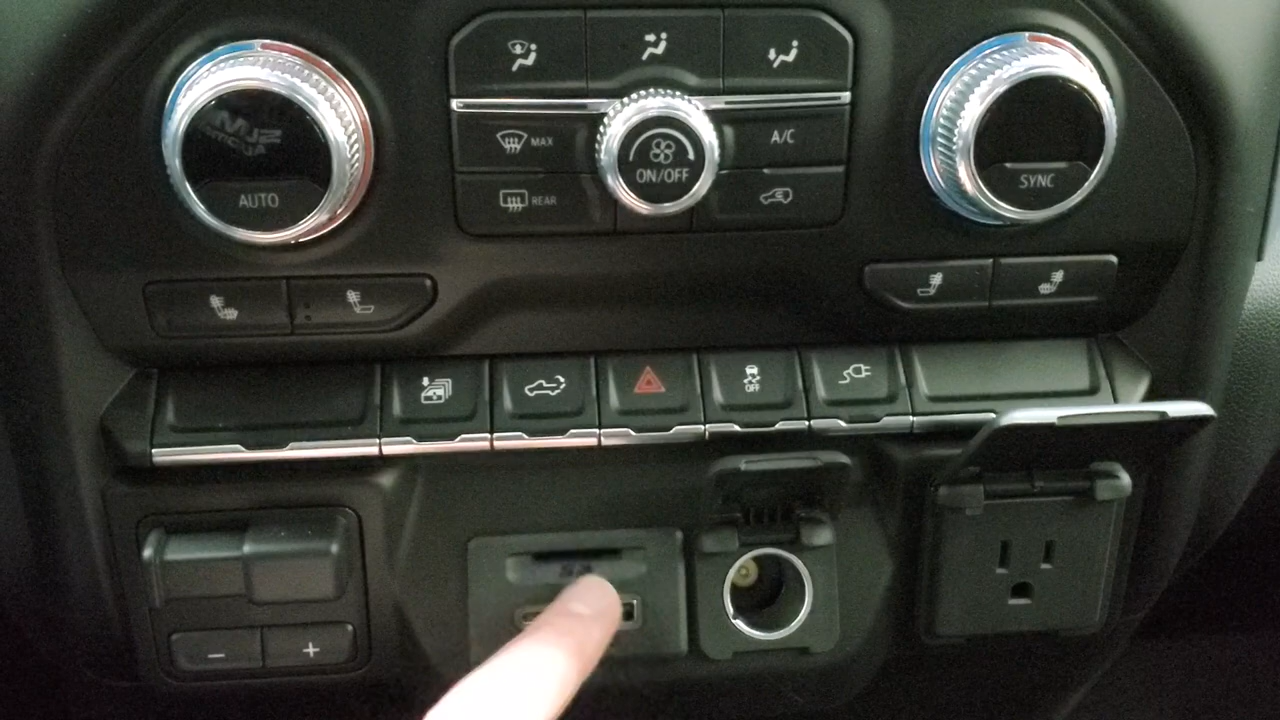 MAX
A/C
ON/OFF
AUTO
REAR
SYNC
OFF
- +